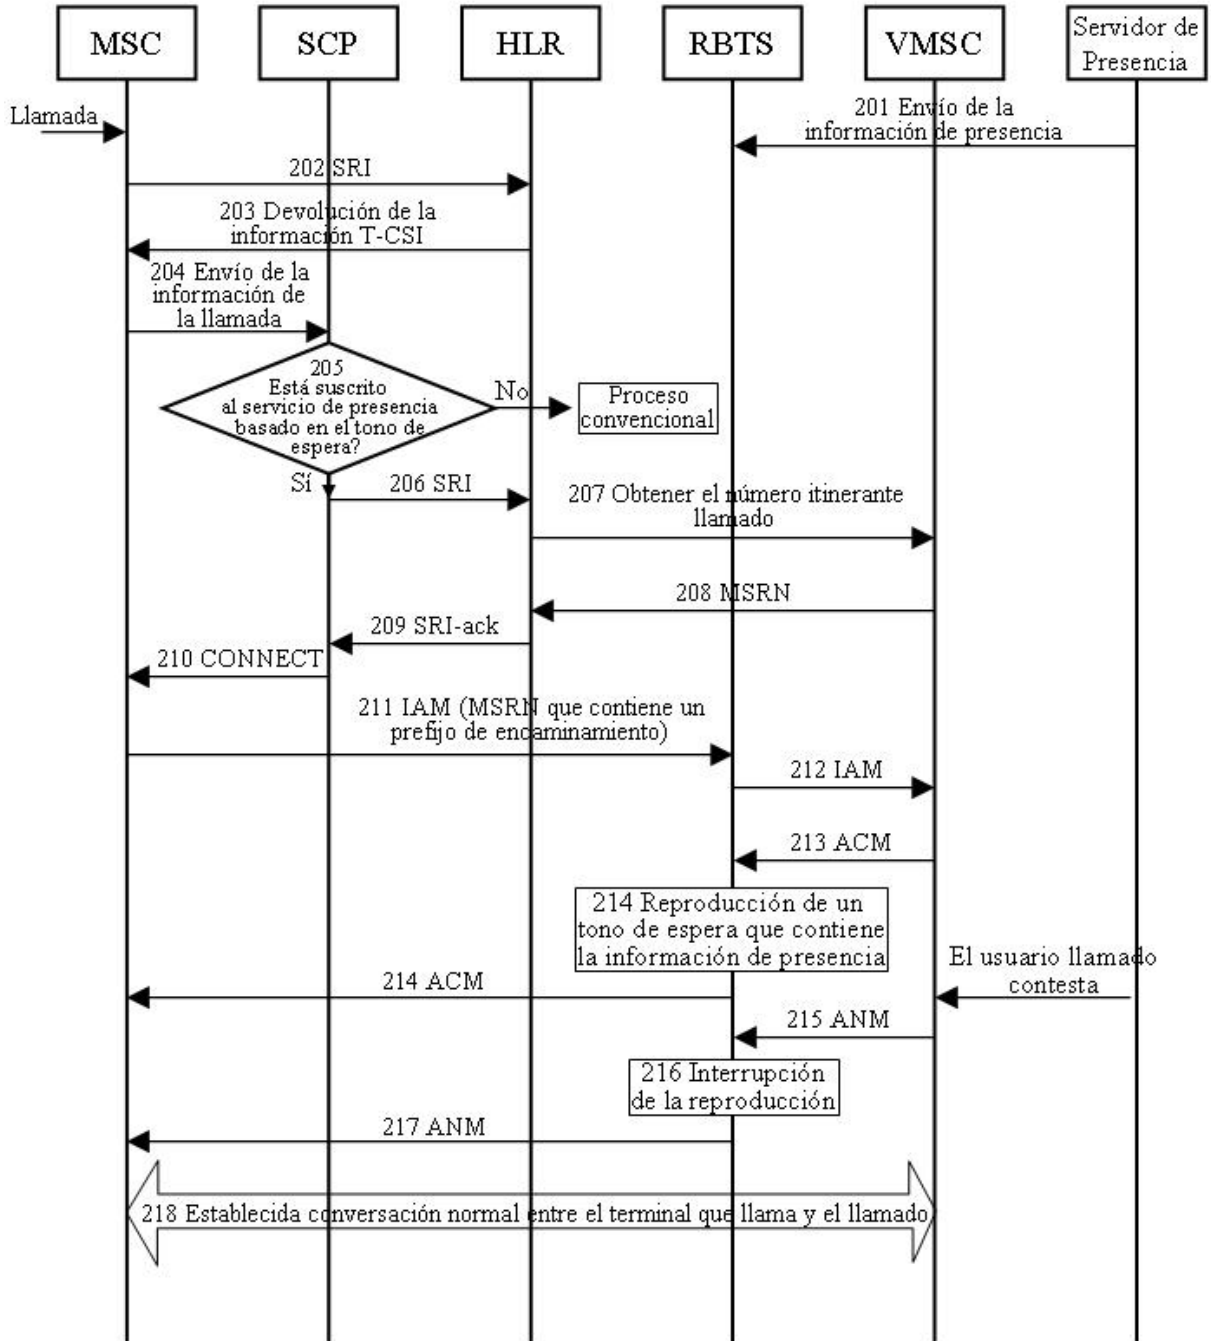 MSC
SCP
HLR
RBTS
VMSC
Servidor de
Presencia
Llamada
201 Envío de la
información de presencia
202 SRI
203 Devolución de la
información T-CSI
204 Envío de la
información de
la llamada
205
Está suscrito
al servicio de presencia
basado en el tono de
espera?
No
Proceso
convencional
Sí
206 SRI
207 Obtener el número itinerante
llamado
208 MSRN
209 SRI-ack
210 CONNECT
211 IAM (MSRN que contiene un
prefijo de encaminamiento)
212 IAM
213 ACM
214 Reproducción de un
tono de espera que contiene
la información de presencia
El usuario llamado
contesta
214 ACM
215 ANM
216 Interrupción
de la reproducción
217 ANM
218 Establecida conversación normal entre el terminal que llama y el llamado